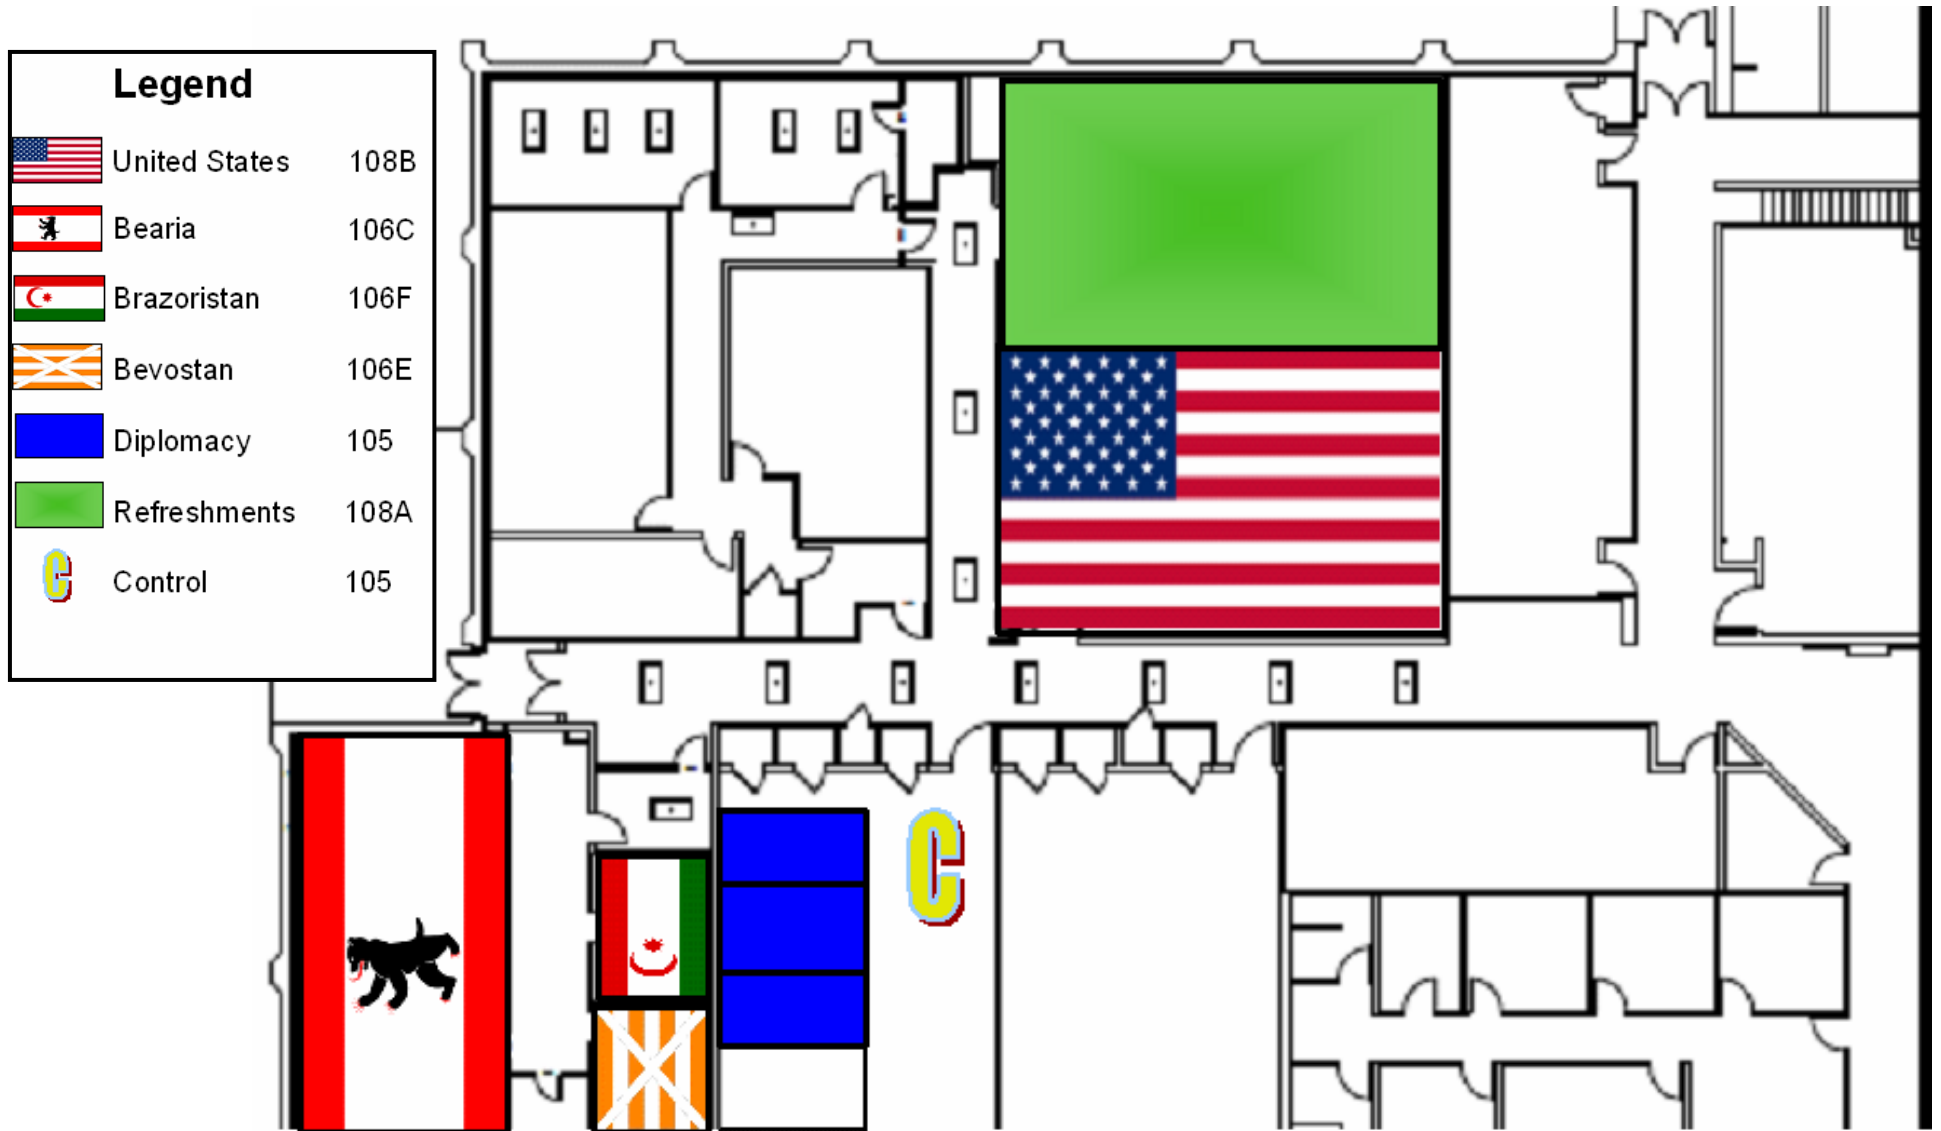 Legend
United States 108B
Bearia 106C
Brazoristan 106F
Bevostan 106E
Diplomacy 105
Refreshments 108A
C Control 105
C